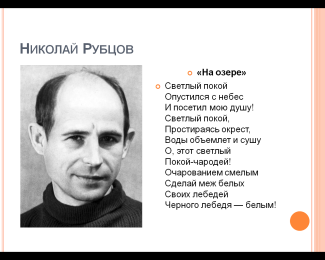 Николай Рубцов
«На озере»
Светлый покой
Опустился с небес
И посетил мою душу!
Светлый покой,
Простираясь окрест,
Воды объемлет и сушу
О, этот светлый
Покой-чародей!
Очарованием смелым
Сделай меж белых
Своих лебедей
Черного лебедя — белым!